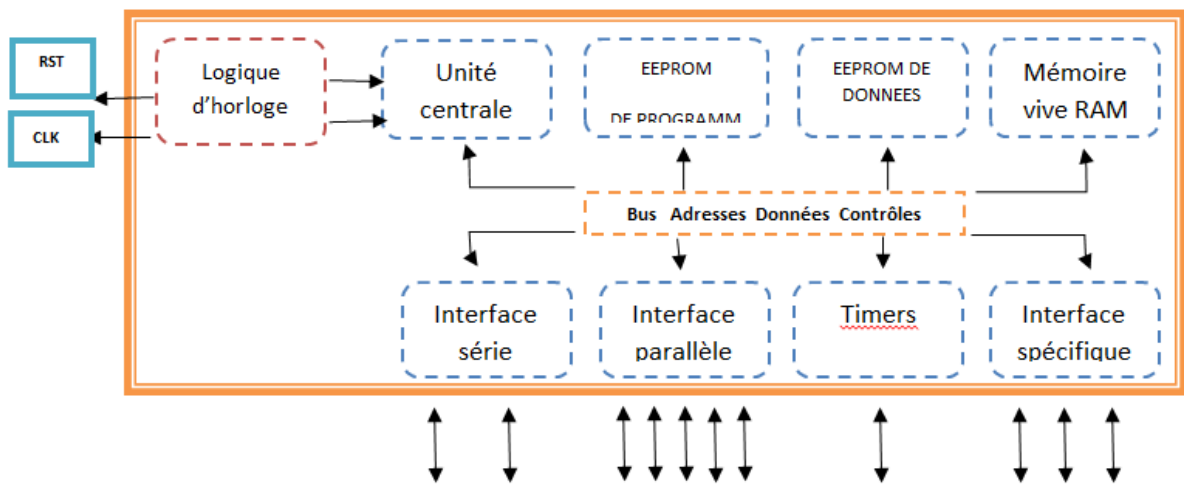 RST
CLK
Logique
d’horloge
Unité
centrale
EEPROM
DE PROGRAMM
EEPROM DE
DONNEES
Mémoire
vive RAM
Bus Adresses Données Contrôles
Interface
série
Interface
parallèle
Timers
Interface
spécifique